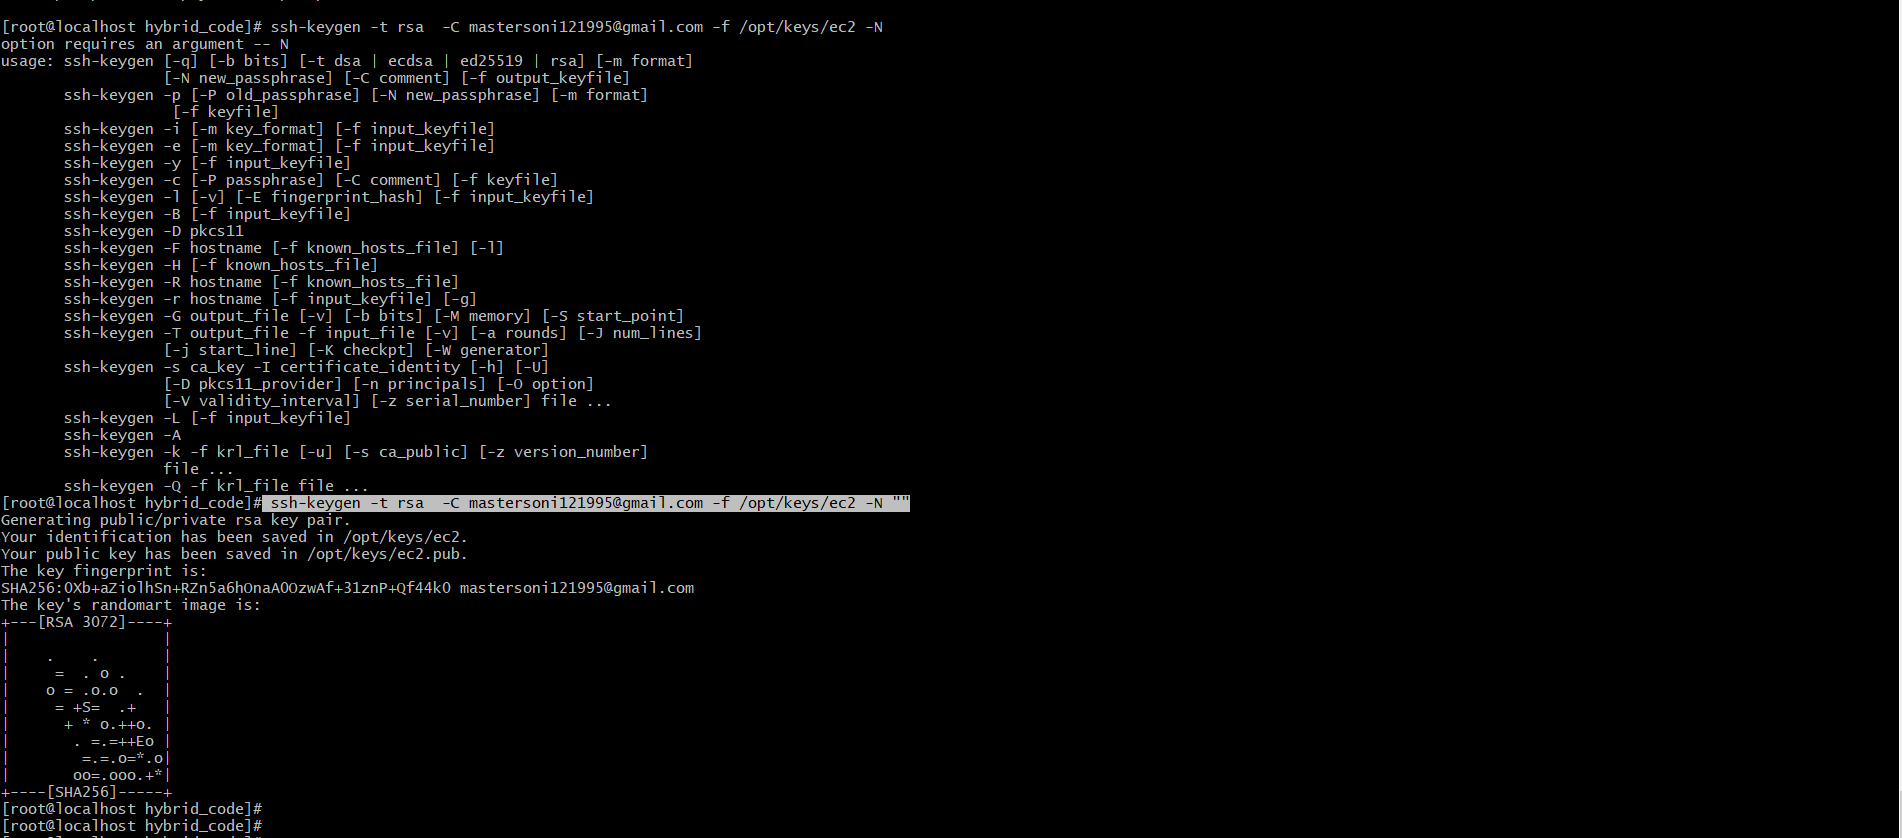 [root@localhost hybrid_code]# ssh-keygen -t rsa  -C mastersoni121995@gmail.com -f /opt/keys/ec2 -N
option requires an argument -- N
usage: ssh-keygen [-q] [-b bits] [-t dsa | ecdsa | ed25519 | rsa] [-m format]
                  [-N new_passphrase] [-C comment] [-f output_keyfile]
       ssh-keygen -p [-P old_passphrase] [-N new_passphrase] [-m format]
                   [-f keyfile]
       ssh-keygen -i [-m key_format] [-f input_keyfile]
       ssh-keygen -e [-m key_format] [-f input_keyfile]
       ssh-keygen -y [-f input_keyfile]
       ssh-keygen -c [-P passphrase] [-C comment] [-f keyfile]
       ssh-keygen -l [-v] [-E fingerprint_hash] [-f input_keyfile]
       ssh-keygen -B [-f input_keyfile]
       ssh-keygen -D pkcs11
       ssh-keygen -F hostname [-f known_hosts_file] [-l]
       ssh-keygen -H [-f known_hosts_file]
       ssh-keygen -R hostname [-f known_hosts_file]
       ssh-keygen -r hostname [-f input_keyfile] [-g]
       ssh-keygen -G output_file [-v] [-b bits] [-M memory] [-S start_point]
       ssh-keygen -T output_file -f input_file [-v] [-a rounds] [-J num_lines]
                  [-j start_line] [-K checkpt] [-W generator]
       ssh-keygen -s ca_key -I certificate_identity [-h] [-U]
                  [-D pkcs11_provider] [-n principals] [-O option]
                  [-V validity_interval] [-z serial_number] file ...
       ssh-keygen -L [-f input_keyfile]
       ssh-keygen -A
       ssh-keygen -k -f krl_file [-u] [-s ca_public] [-z version_number]
                  file ...
       ssh-keygen -Q -f krl_file file ...
[root@localhost hybrid_code]# ssh-keygen -t rsa  -C mastersoni121995@gmail.com -f /opt/keys/ec2 -N ""
Generating public/private rsa key pair.
Your identification has been saved in /opt/keys/ec2.
Your public key has been saved in /opt/keys/ec2.pub.
The key fingerprint is:
SHA256:OXb+aZiolhSn+RZn5a6hOnaAOOzwAf+31znP+Qf44k0 mastersoni121995@gmail.com
The key's randomart image is:
+---[RSA 3072]----+
|                 |
|    .    .       |
|     =  . o .    |
|    o = .o.o  .  |
|     = +S=  .+   |
|      + * o.++o. |
|       . =.=++Eo |
|        =.=.o=*.o|
|       oo=.ooo.+*|
+----[SHA256]-----+
[root@localhost hybrid_code]#
[root@localhost hybrid_code]#